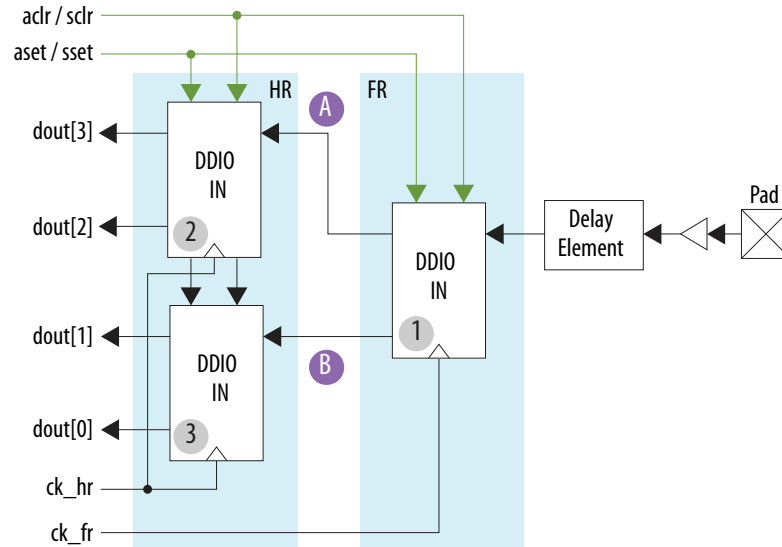 aclr / sclr
aset / sset
HR
FR
A
dout[3]
DDIO
IN
Pad
dout[2]
2
Delay
Element
DDIO
IN
1
dout[1]
DDIO
IN
B
dout[0]
3
ck_hr
ck_fr